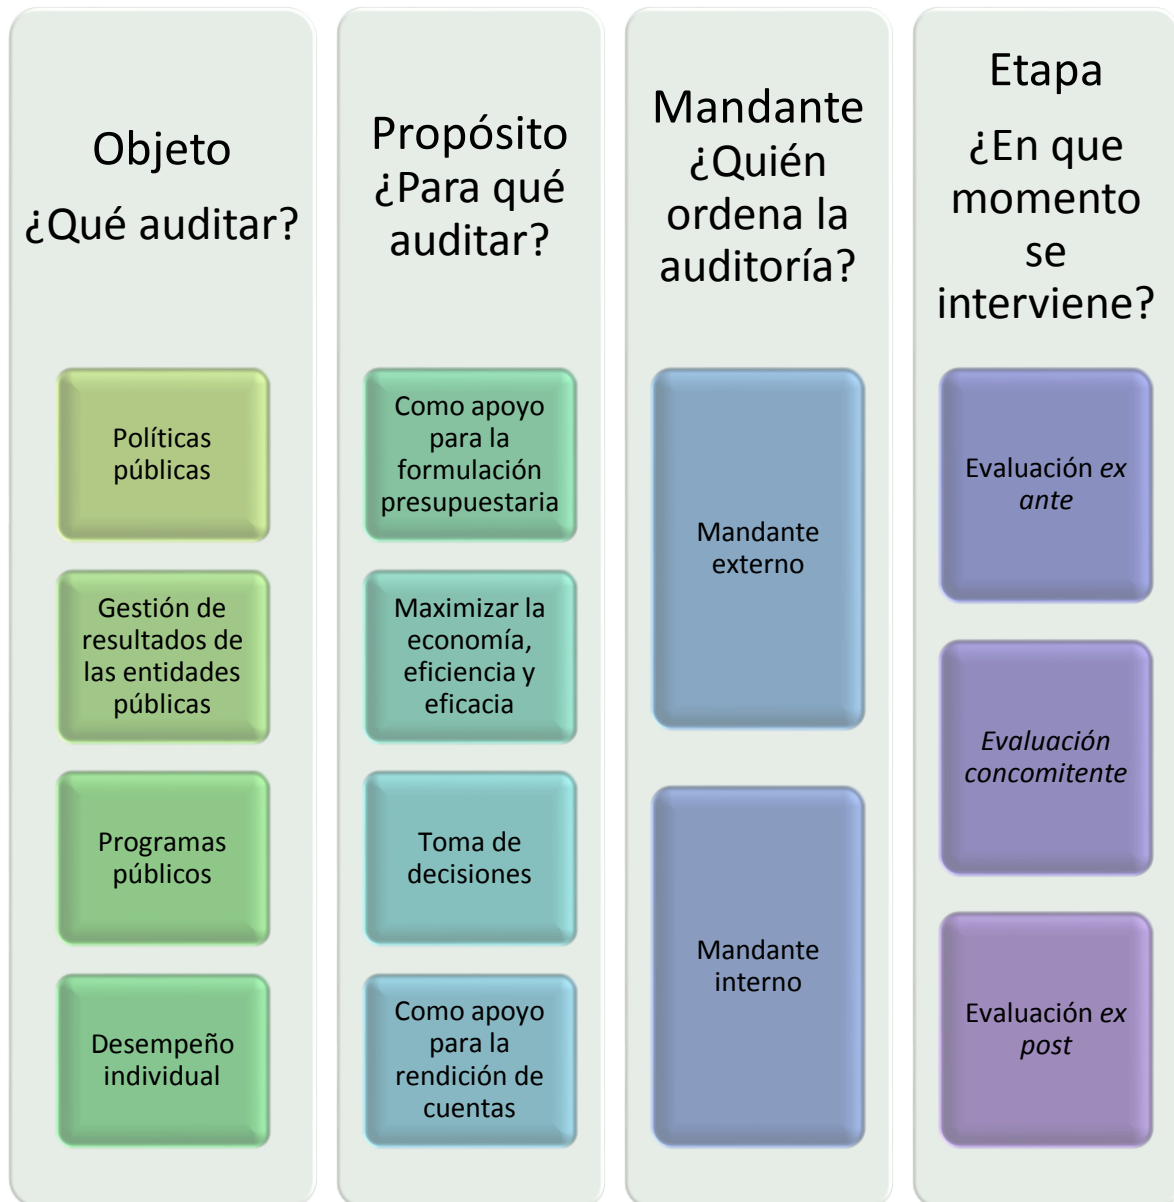 Objeto
¿Qué auditar?
Políticas
públicas
Gestión de
resultados de
las entidades
públicas
Programas
públicos
Desempeño
individual
Propósito
¿Para qué
auditar?
Como apoyo
para la
formulación
presupuestaria
Maximizar la
economía,
eficiencia y
eficacia
Toma de
decisiones
Como apoyo
para la
rendición de
cuentas
Mandante
¿Quién
ordena la
auditoría?
Mandante
externo
Mandante
interno
Etapa
¿En que
momento
se
interviene?
Evaluación ex
ante
Evaluación
concomitente
Evaluación ex
post